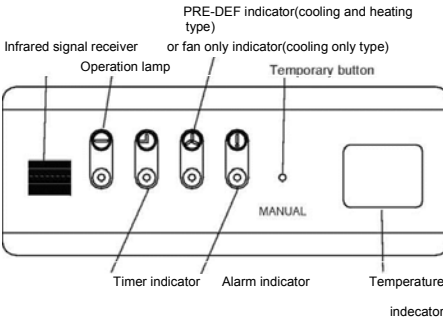 PRE-DEF indicator(cooling and heating
type)
Infrared signal receiver
or fan only indicator(cooling only type)
Operation lamp
Temporary button
MANUAL
Timer indicator
Alarm indicator
Temperature
indecator